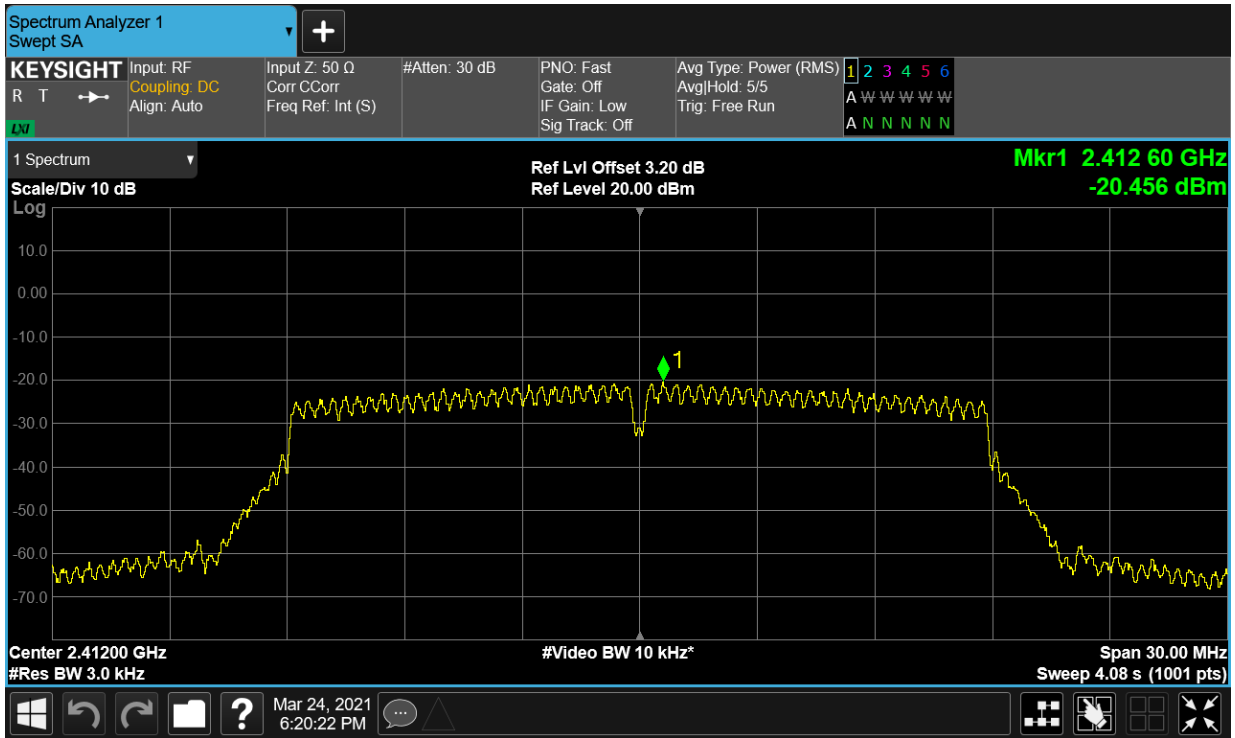 Spectrum Analyzer 1
Swept SA
KEYSIGHT
R T
LXI
Input: RF
Coupling: DC
Align: Auto
Input Z: 50 Ω
Corr CCorr
Freq Ref: Int (S)
#Atten: 30 dB
PNO: Fast
Gate: Off
IF Gain: Low
Sig Track: Off
Avg Type: Power (RMS)
Avg|Hold: 5/5
Trig: Free Run
1 2 3 4 5 6
A W W W W W
A N N N N N
1 Spectrum
Scale/Div 10 dB
Log
Ref Lvl Offset 3.20 dB
Ref Level 20.00 dBm
Mkr1 2.412 60 GHz
-20.456 dBm
10.0
0.00
-10.0
1
-20.0
-30.0
-40.0
-50.0
-60.0
-70.0
Center 2.41200 GHz
#Res BW 3.0 kHz
#Video BW 10 kHz*
Span 30.00 MHz
Sweep 4.08 s (1001 pts)
?
Mar 24, 2021
6:20:22 PM